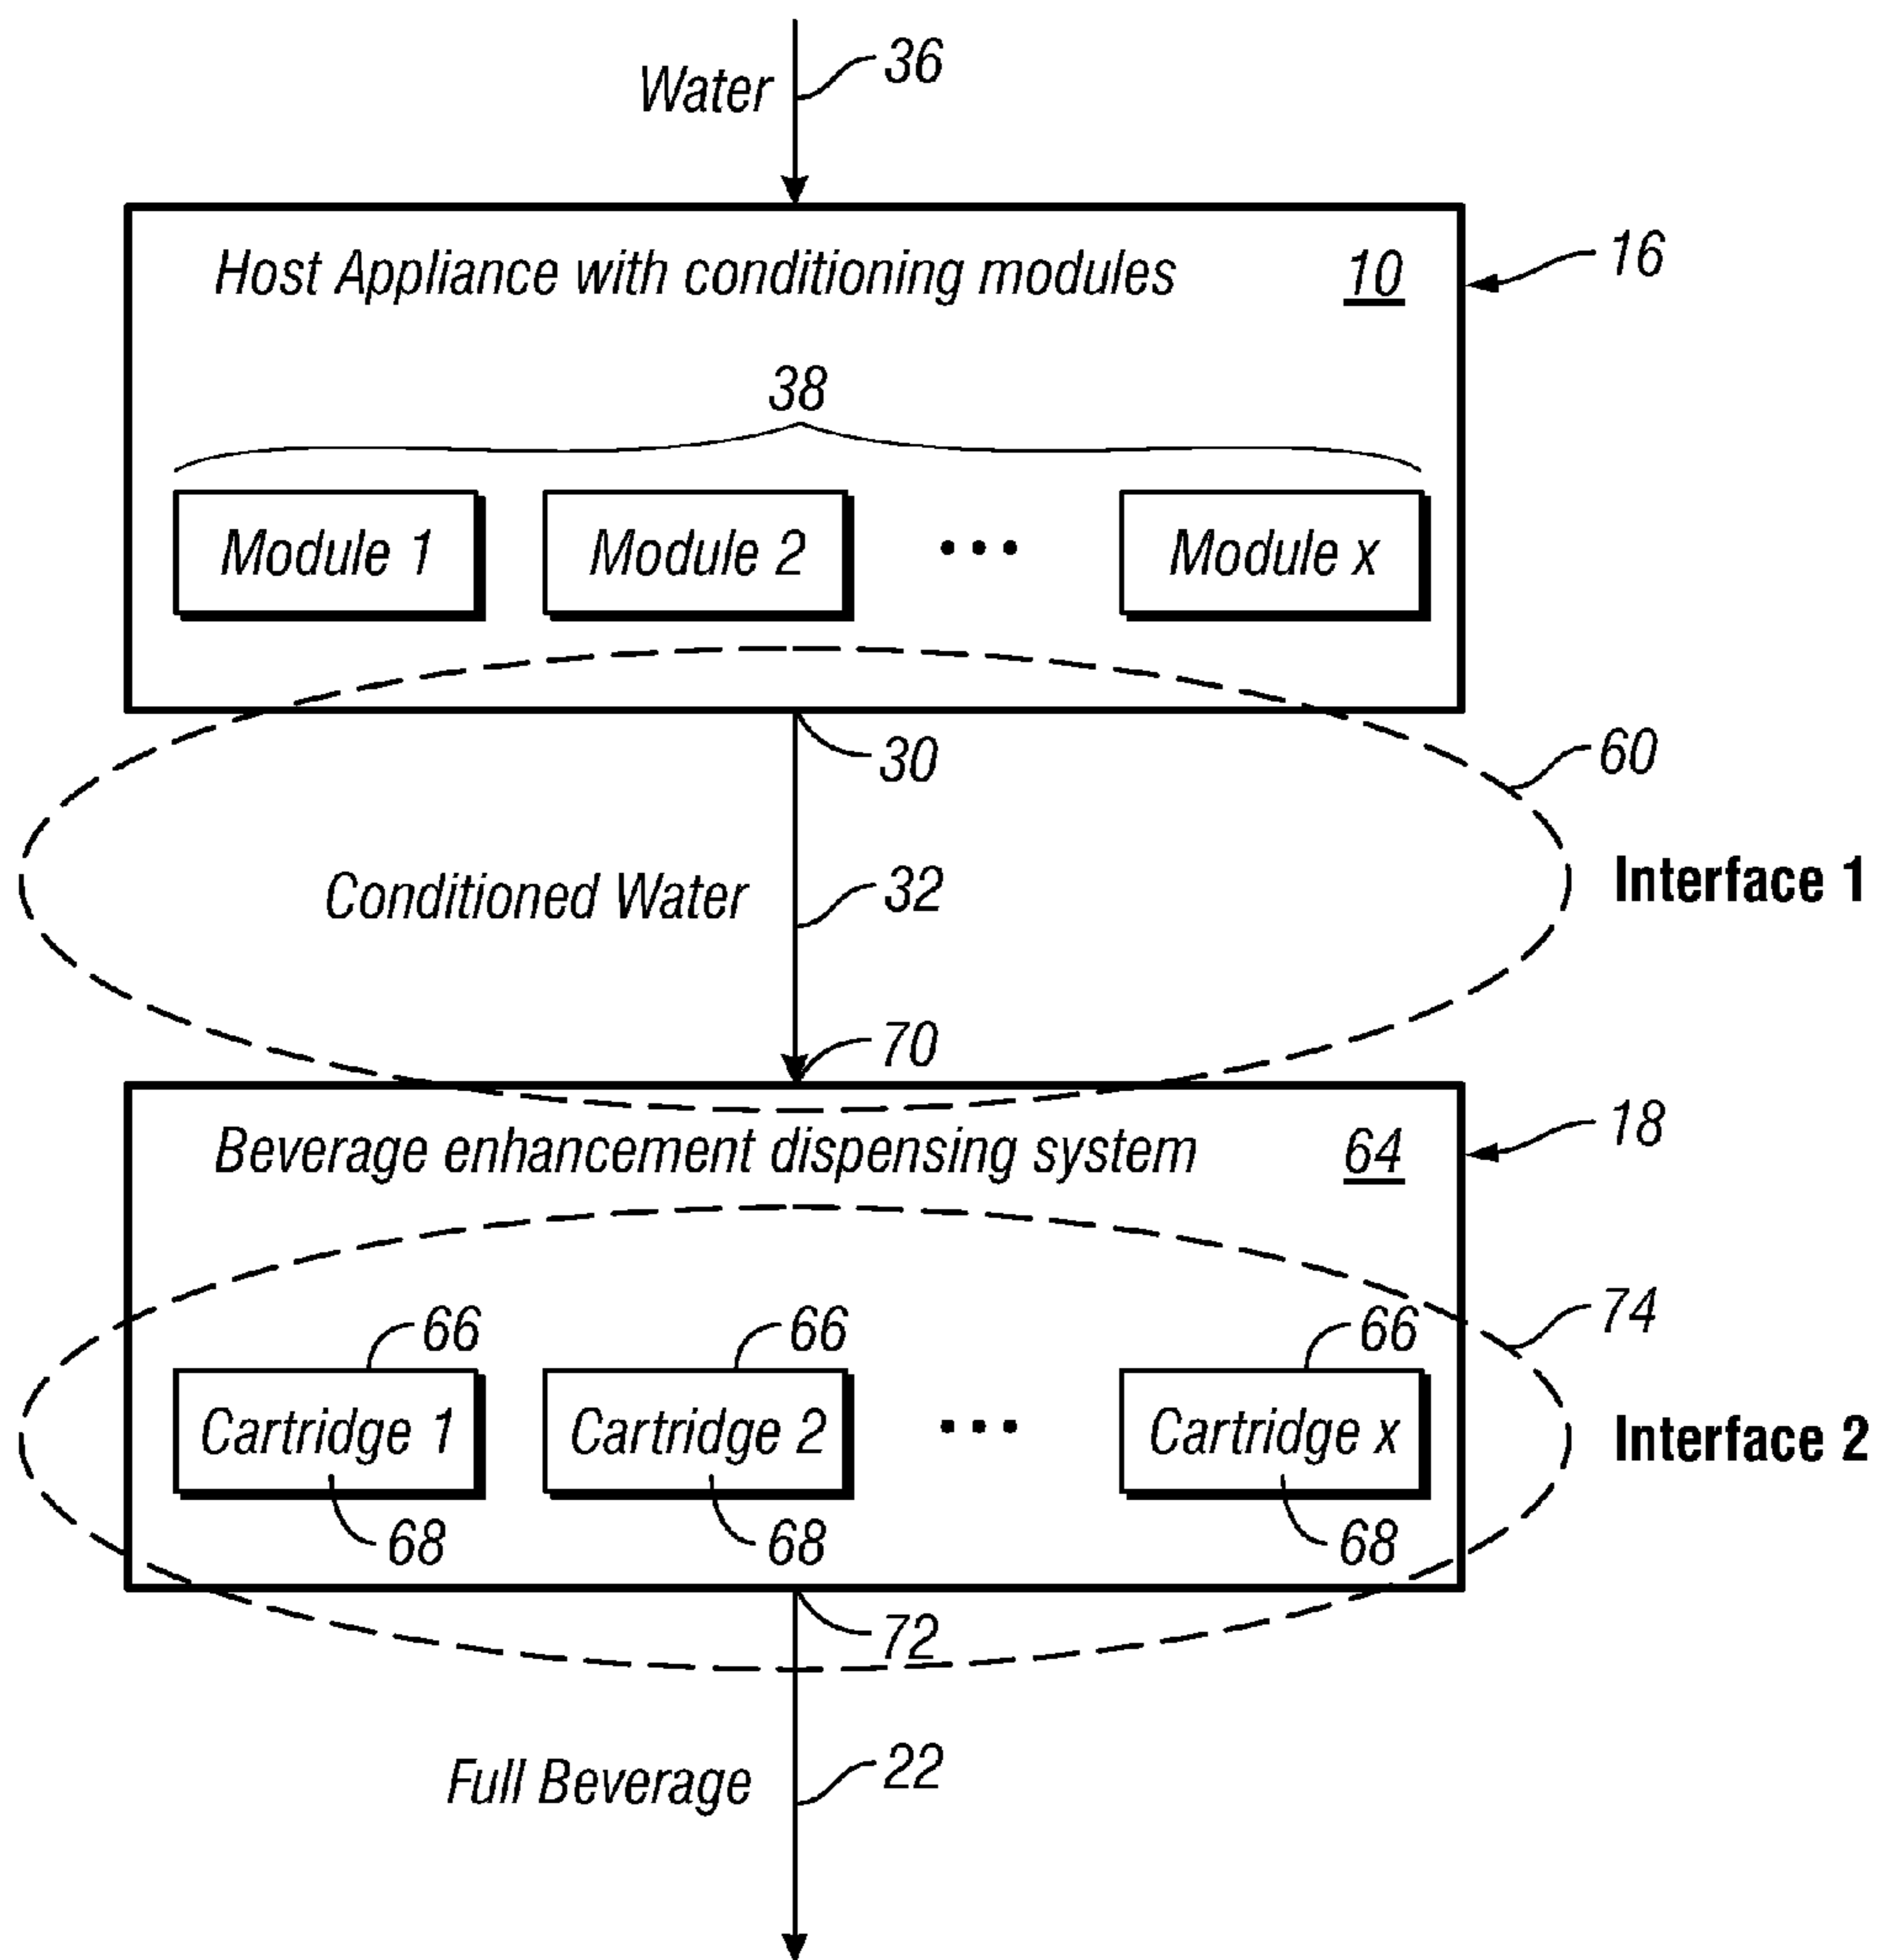 Water 36
Host Appliance with conditioning modules 10 16
38
Module 1 Module 2 ••• Module x
30
60
Conditioned Water 32 Interface 1
70
Beverage enhancement dispensing system 64 18
74
66 66 66
Cartridge 1 Cartridge 2 ••• Cartridge x Interface 2
68 68 68
72
Full Beverage 22